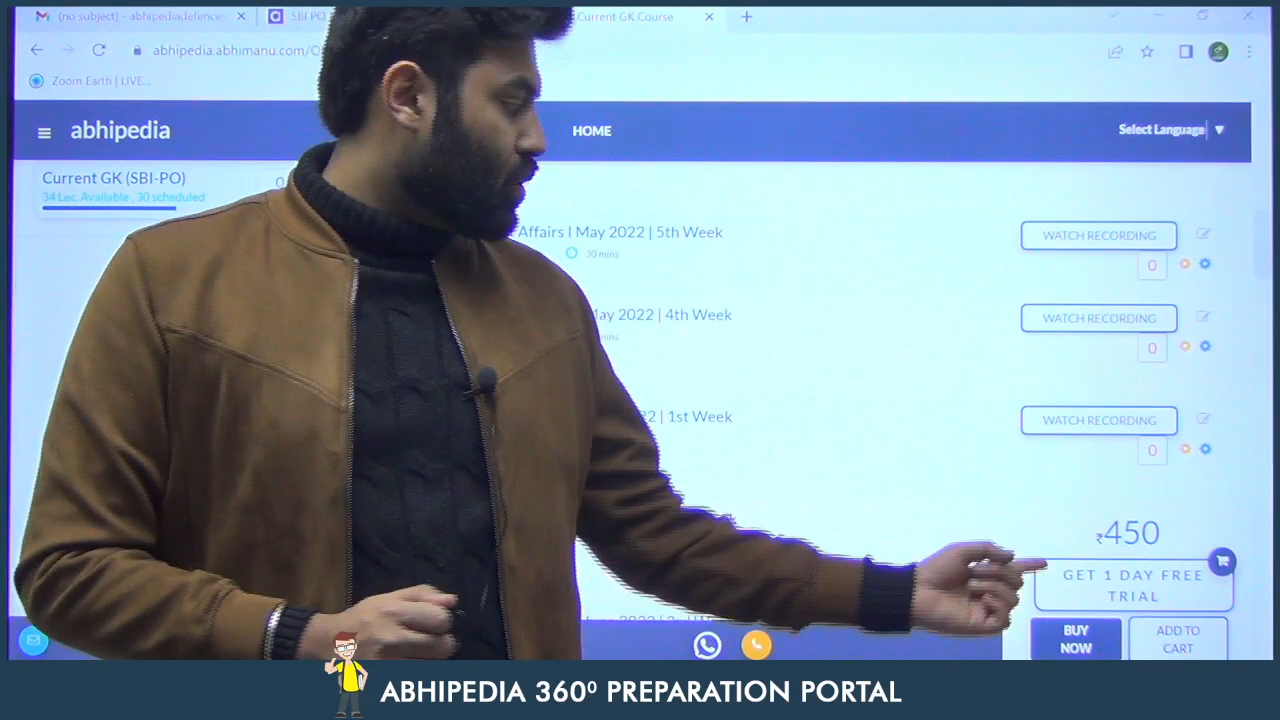 (no subject) - abhipediadefence
SBI PO
Current GK Course
abhipedia.abhimanu.com/O
Zoom Earth | LIVE...
abhipedia
HOME
Select Language ▼
Current GK (SBI-PO)
34 Lec. Available , 30 scheduled
Affairs I May 2022 | 5th Week
30 mins
WATCH RECORDING
0
May 2022 | 4th Week
mins
WATCH RECORDING
0
22 | 1st Week
WATCH RECORDING
0
₹450
GET 1 DAY FREE
TRIAL
BUY
NOW
ADD TO
CART
ABHIPEDIA 360⁰ PREPARATION PORTAL